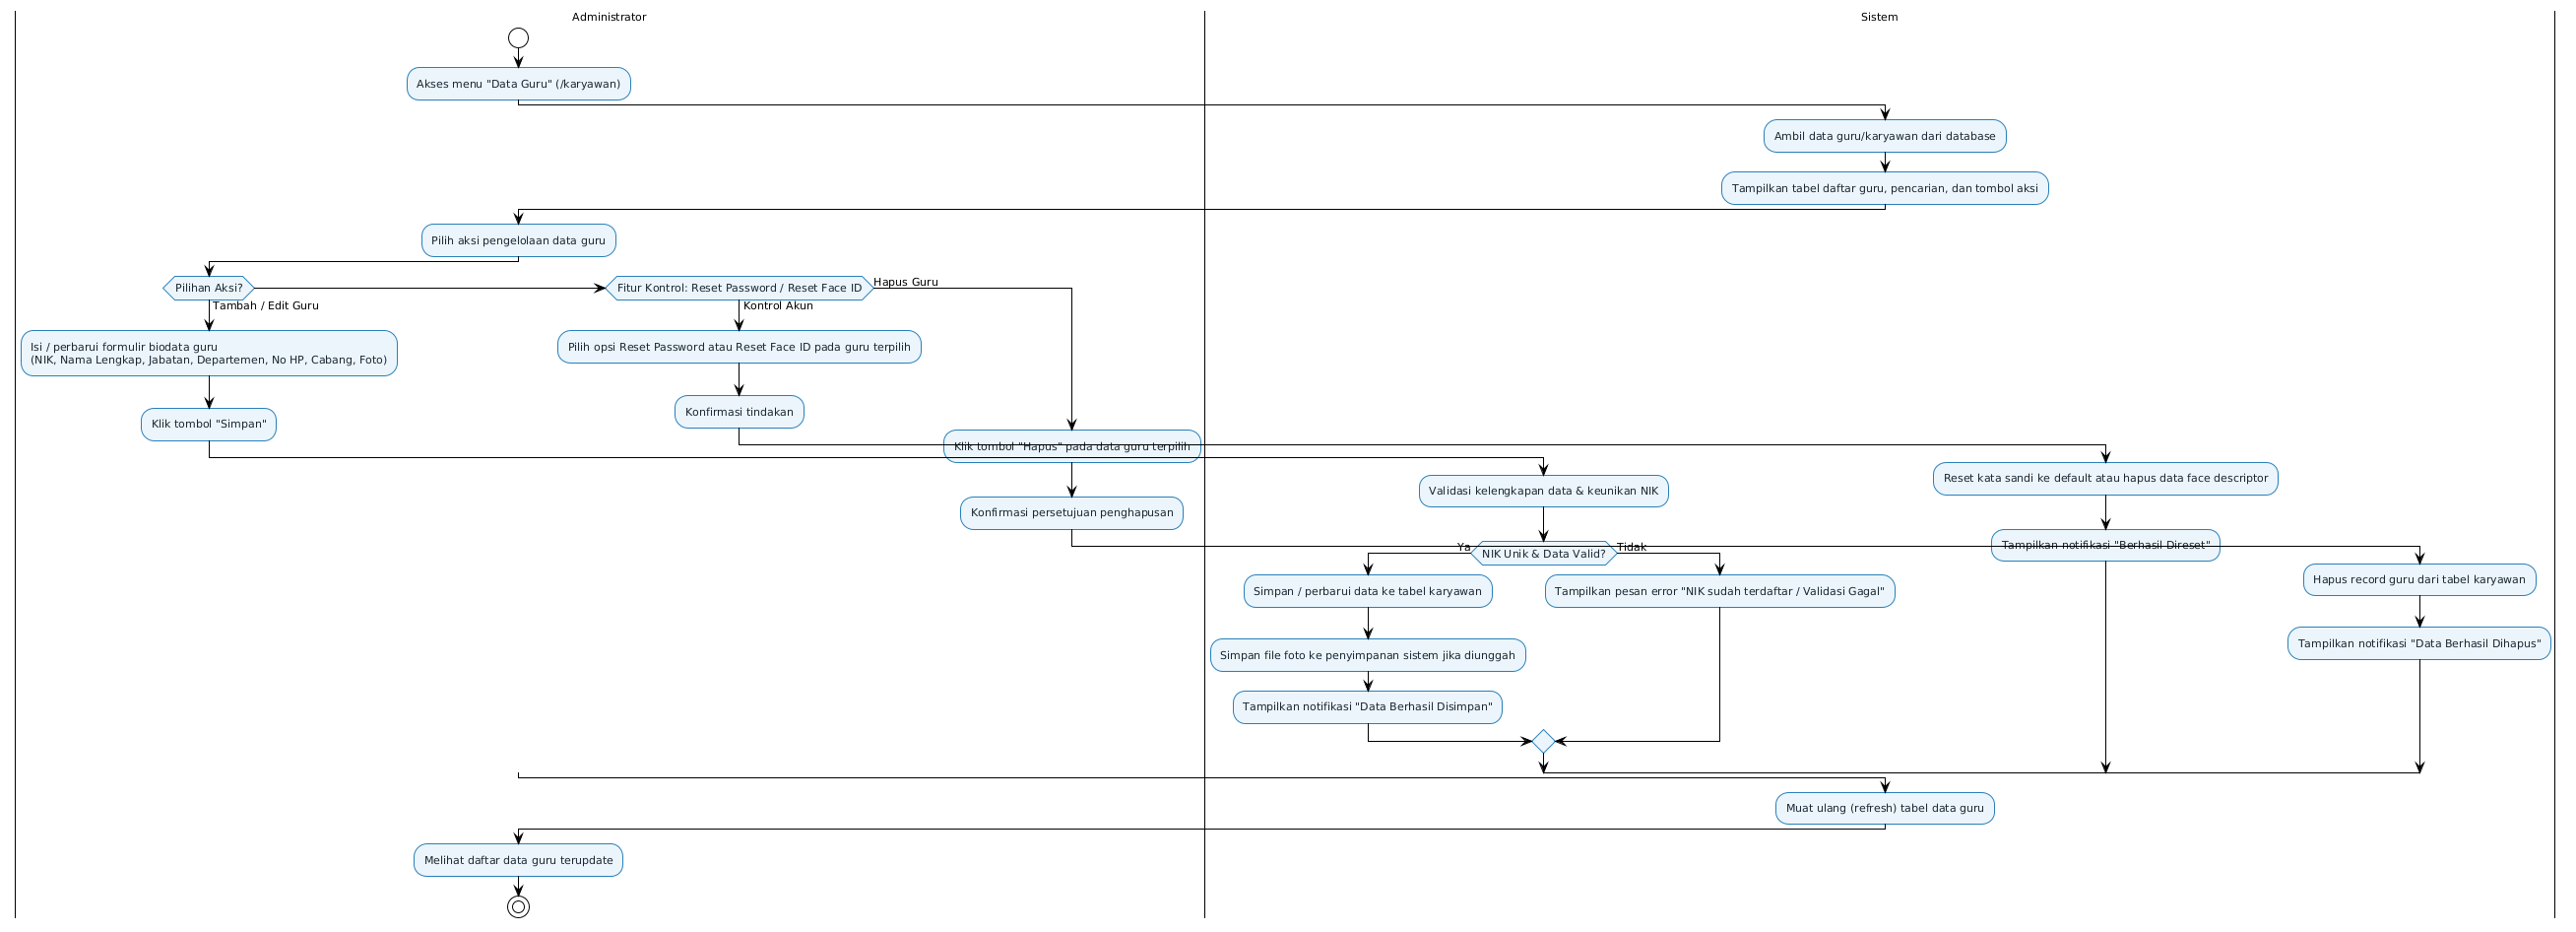 Administrator
Sistem
Akses menu "Data Guru" (/karyawan)
Ambil data guru/karyawan dari database
Tampilkan tabel daftar guru, pencarian, dan tombol aksi
Pilih aksi pengelolaan data guru
Pilihan Aksi?
Fitur Kontrol: Reset Password / Reset Face ID
Hapus Guru
Tambah / Edit Guru
Kontrol Akun
Isi / perbarui formulir biodata guru
(NIK, Nama Lengkap, Jabatan, Departemen, No HP, Cabang, Foto)
Pilih opsi Reset Password atau Reset Face ID pada guru terpilih
Klik tombol "Simpan"
Konfirmasi tindakan
Klik tombol "Hapus" pada data guru terpilih
Konfirmasi persetujuan penghapusan
Validasi kelengkapan data & keunikan NIK
Reset kata sandi ke default atau hapus data face descriptor
Ya
NIK Unik & Data Valid?
Tidak
Tampilkan notifikasi "Berhasil Direset"
Simpan / perbarui data ke tabel karyawan
Tampilkan pesan error "NIK sudah terdaftar / Validasi Gagal"
Hapus record guru dari tabel karyawan
Simpan file foto ke penyimpanan sistem jika diunggah
Tampilkan notifikasi "Data Berhasil Dihapus"
Tampilkan notifikasi "Data Berhasil Disimpan"
Muat ulang (refresh) tabel data guru
Melihat daftar data guru terupdate